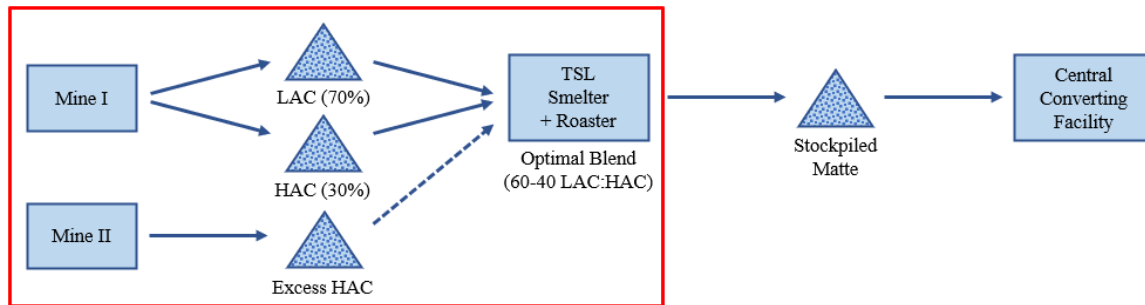 Mine I
LAC (70%)
HAC (30%)
Mine II
Excess HAC
TSL
Smelter
+ Roaster
Optimal Blend
(60-40 LAC:HAC)
Stockpiled
Matte
Central
Converting
Facility